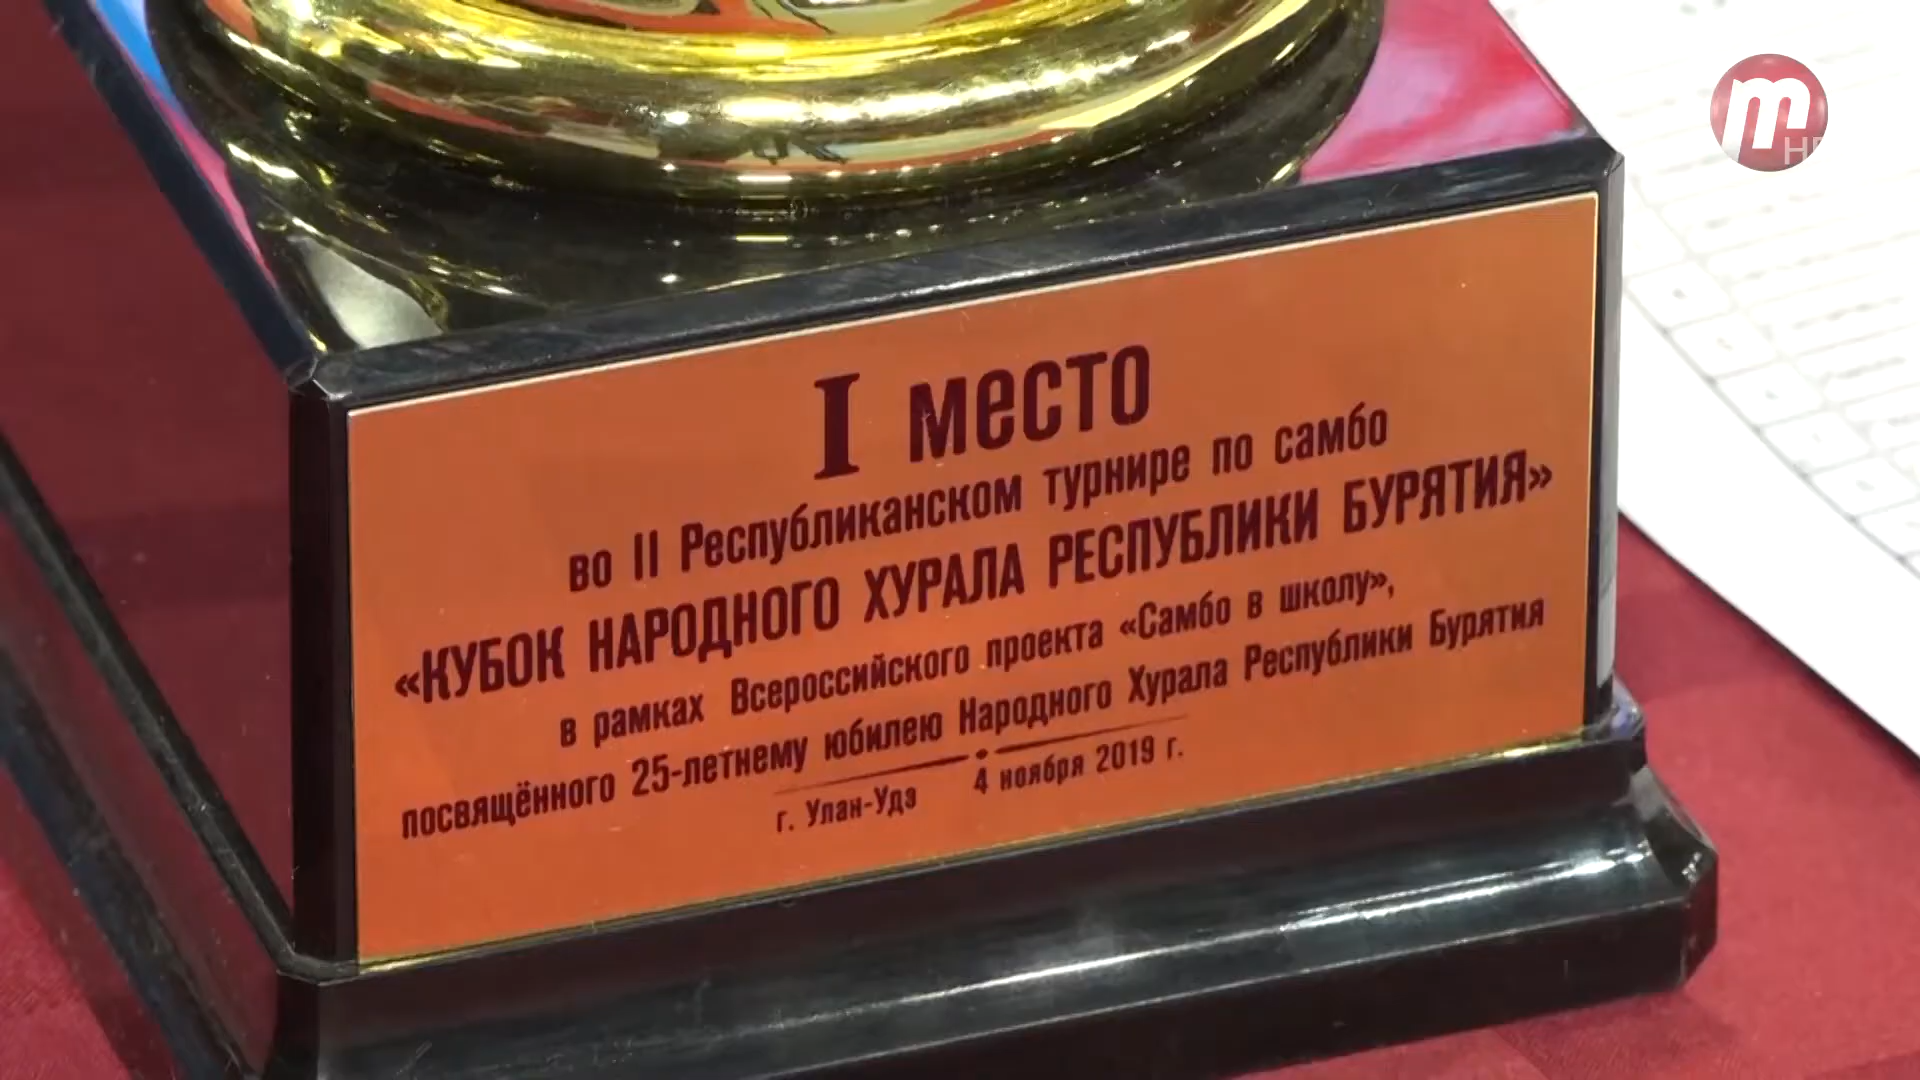 I место
во II Республиканском турнире по самбо
«КУБОК НАРОДНОГО ХУРАЛА РЕСПУБЛИКИ БУРЯТИЯ»
в рамках Всероссийского проекта «Самбо в школу»,
посвящённого 25-летнему юбилею Народного Хурала Республики Бурятия
г. Улан-Удэ 4 ноября 2019 г.